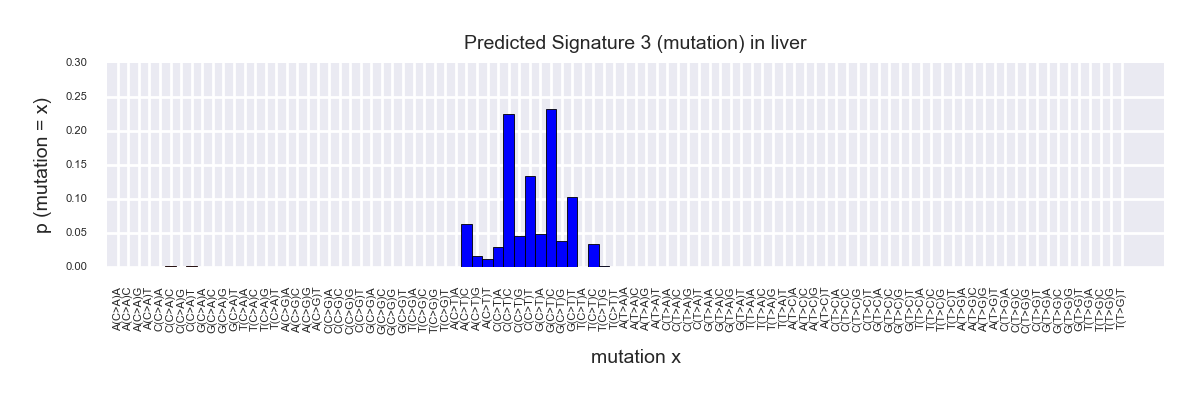 Predicted Signature 3 (mutation) in liver
0.30
0.25
0.20
0.15
0.10
0.05
0.00
p (mutation = x)
A(C>A)A
A(C>A)C
A(C>A)G
A(C>A)T
C(C>A)A
C(C>A)C
C(C>A)G
C(C>A)T
G(C>A)A
G(C>A)C
G(C>A)G
G(C>A)T
T(C>A)A
T(C>A)C
T(C>A)G
T(C>A)T
A(C>G)A
A(C>G)C
A(C>G)G
A(C>G)T
C(C>G)A
C(C>G)C
C(C>G)G
C(C>G)T
G(C>G)A
G(C>G)C
G(C>G)G
G(C>G)T
T(C>G)A
T(C>G)C
T(C>G)G
T(C>G)T
A(C>T)A
A(C>T)C
A(C>T)G
A(C>T)T
C(C>T)A
C(C>T)C
C(C>T)G
C(C>T)T
G(C>T)A
G(C>T)C
G(C>T)G
G(C>T)T
T(C>T)A
T(C>T)C
T(C>T)G
T(C>T)T
A(T>A)A
A(T>A)C
A(T>A)G
A(T>A)T
C(T>A)A
C(T>A)C
C(T>A)G
C(T>A)T
G(T>A)A
G(T>A)C
G(T>A)G
G(T>A)T
T(T>A)A
T(T>A)C
T(T>A)G
T(T>A)T
A(T>C)A
A(T>C)C
A(T>C)G
A(T>C)T
C(T>C)A
C(T>C)C
C(T>C)G
C(T>C)T
G(T>C)A
G(T>C)C
G(T>C)G
G(T>C)T
T(T>C)A
T(T>C)C
T(T>C)G
T(T>C)T
A(T>G)A
A(T>G)C
A(T>G)G
A(T>G)T
C(T>G)A
C(T>G)C
C(T>G)G
C(T>G)T
G(T>G)A
G(T>G)C
G(T>G)G
G(T>G)T
T(T>G)A
T(T>G)C
T(T>G)G
T(T>G)T
mutation x